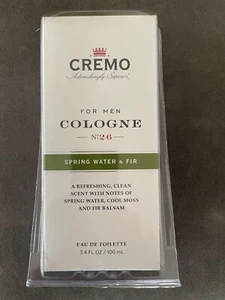 CREMO
Astonishingly Superior
FOR MEN
COLOGNE
Nº 26
SPRING WATER & FIR
A REFRESHING, CLEAN
SCENT WITH NOTES OF
SPRING WATER, COOL MOSS
AND FIR BALSAM
EAU DE TOILETTE
3.4 FL OZ / 100 mL